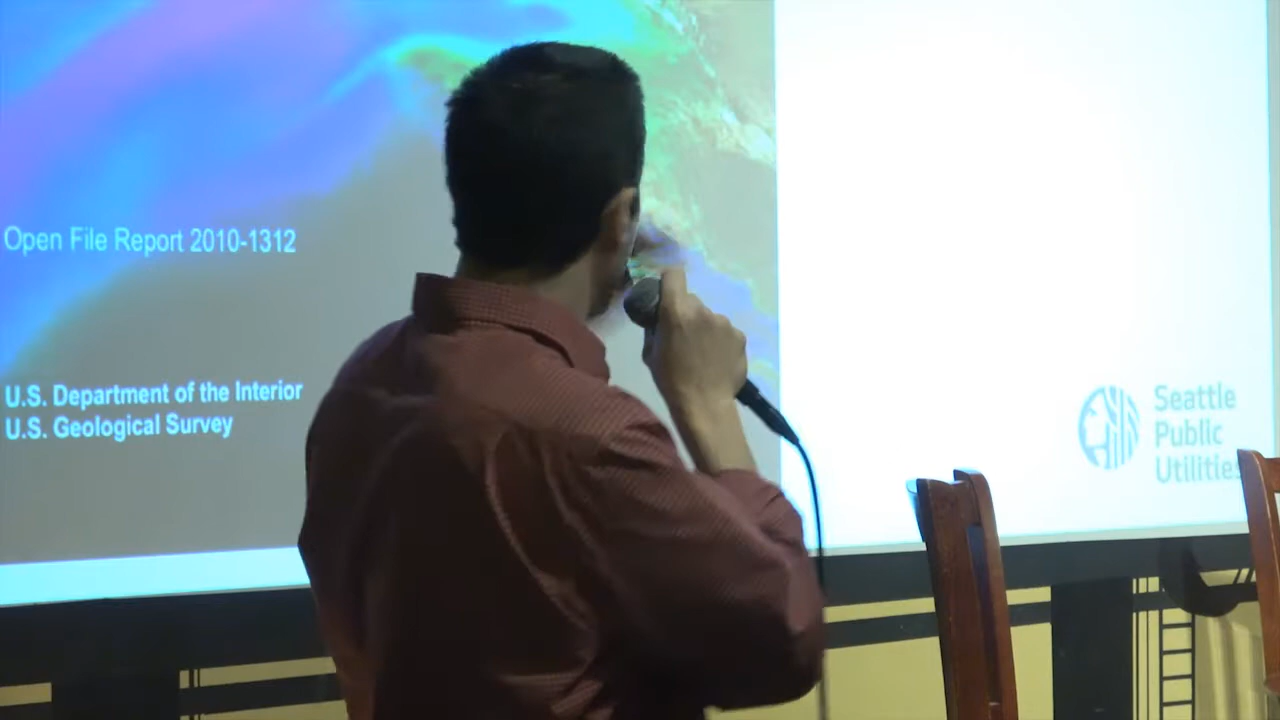 Open File Report 2010-1312
U.S. Department of the Interior
U.S. Geological Survey
Seattle
Public
Utilities